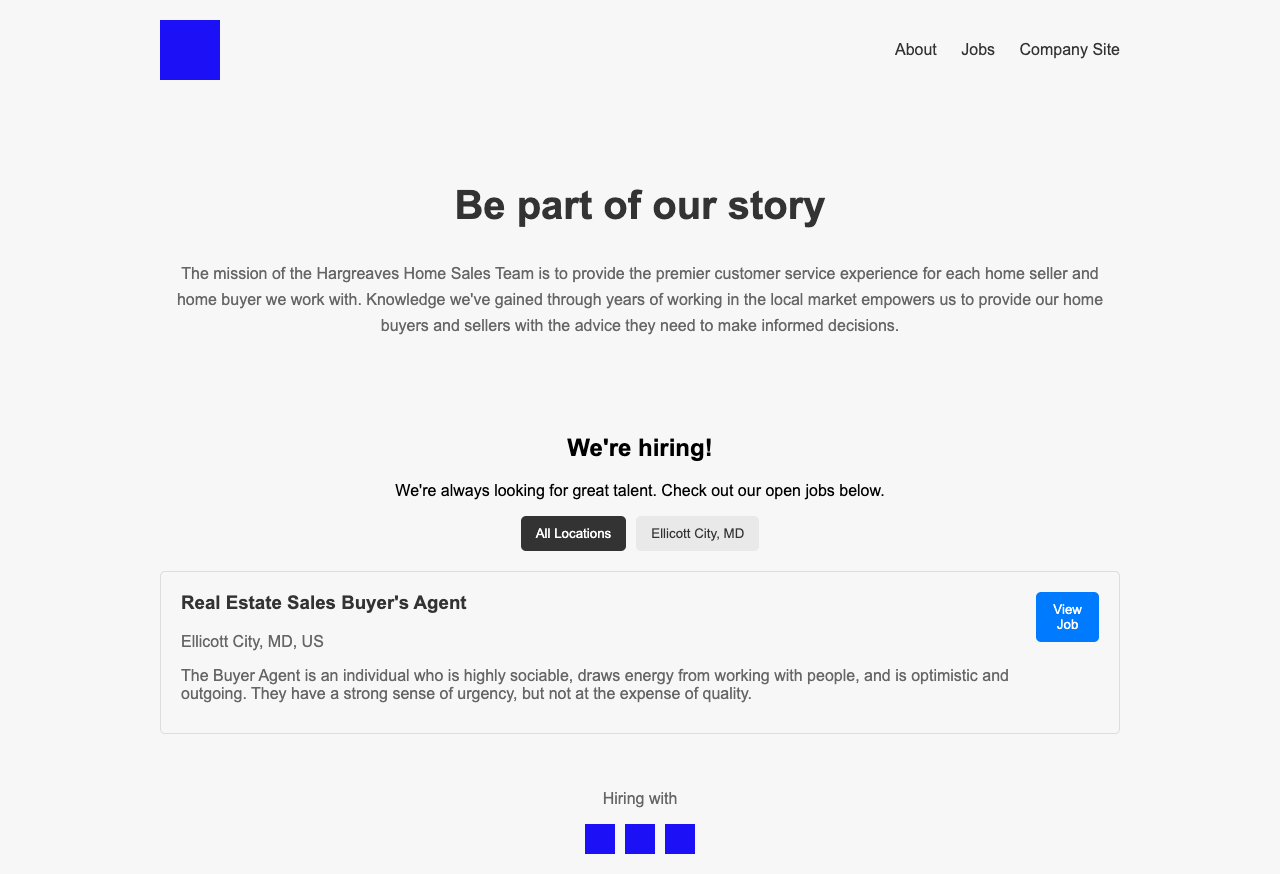 About Jobs Company Site
Be part of our story
The mission of the Hargreaves Home Sales Team is to provide the premier customer service experience for each home seller and
home buyer we work with. Knowledge we've gained through years of working in the local market empowers us to provide our home
buyers and sellers with the advice they need to make informed decisions.
We're hiring!
We're always looking for great talent. Check out our open jobs below.
All Locations Ellicott City, MD
Real Estate Sales Buyer's Agent
View
Job
Ellicott City, MD, US
The Buyer Agent is an individual who is highly sociable, draws energy from working with people, and is optimistic and
outgoing. They have a strong sense of urgency, but not at the expense of quality.
Hiring with